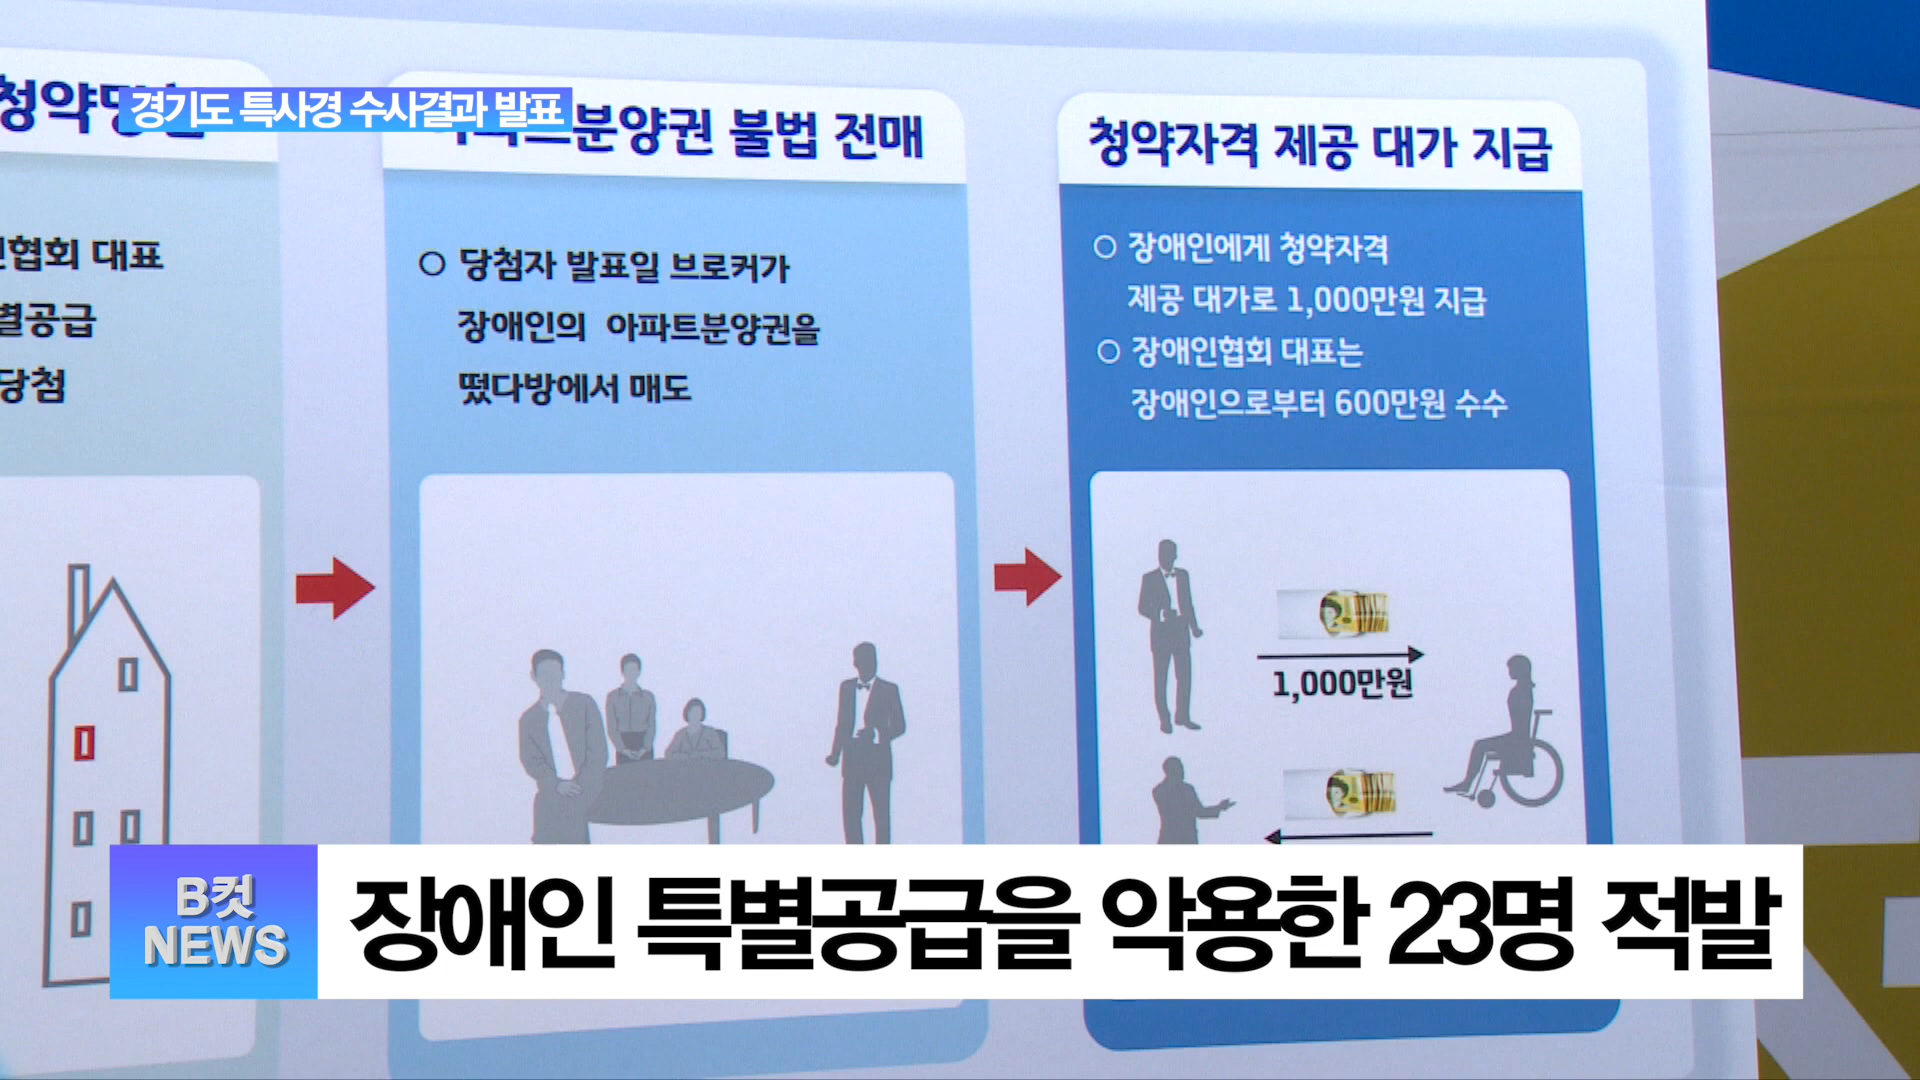 경기도 특사경 수사결과 발표
인협회 대표
별공급
당첨
분양권 불법 전매
○ 당첨자 발표일 브로커가
장애인의 아파트분양권을
떴다방에서 매도
청약자격 제공 대가 지급
○ 장애인에게 청약자격
제공 대가로 1,000만원 지급
○ 장애인협회 대표는
장애인으로부터 600만원 수수
1,000만원
B컷
NEWS
장애인 특별공급을 악용한 23명 적발